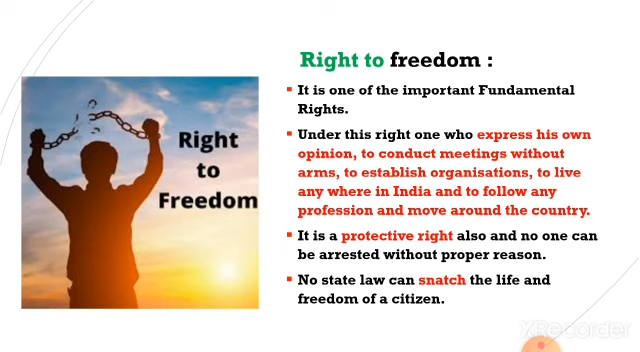 Right to freedom :
Right
to
Freedom
▪ It is one of the important Fundamental
Rights.
▪ Under this right one who express his own
opinion, to conduct meetings without
arms, to establish organisations, to live
any where in India and to follow any
profession and move around the country.
▪ It is a protective right also and no one can
be arrested without proper reason.
▪ No state law can snatch the life and
freedom of a citizen.
XRecorder